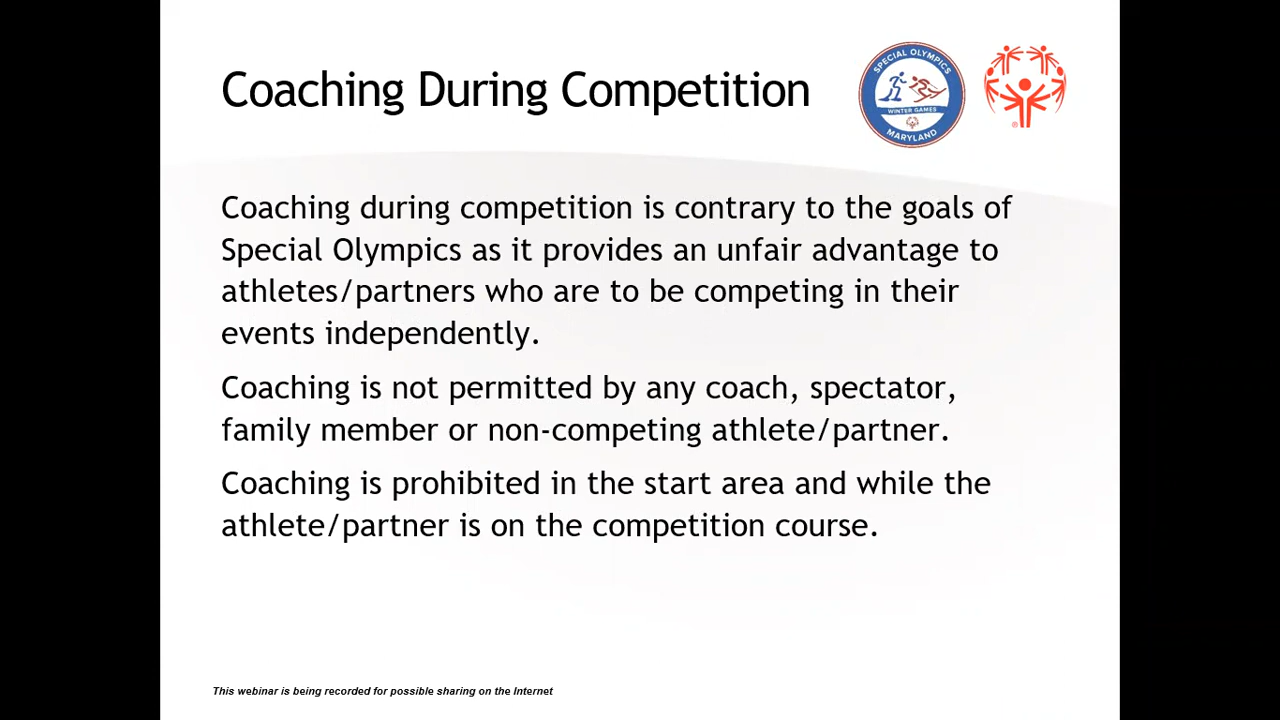 Coaching During Competition
SPECIAL OLYMPICS
WINTER GAMES
MARYLAND
®
Coaching during competition is contrary to the goals of
Special Olympics as it provides an unfair advantage to
athletes/partners who are to be competing in their
events independently.
Coaching is not permitted by any coach, spectator,
family member or non-competing athlete/partner.
Coaching is prohibited in the start area and while the
athlete/partner is on the competition course.
This webinar is being recorded for possible sharing on the Internet